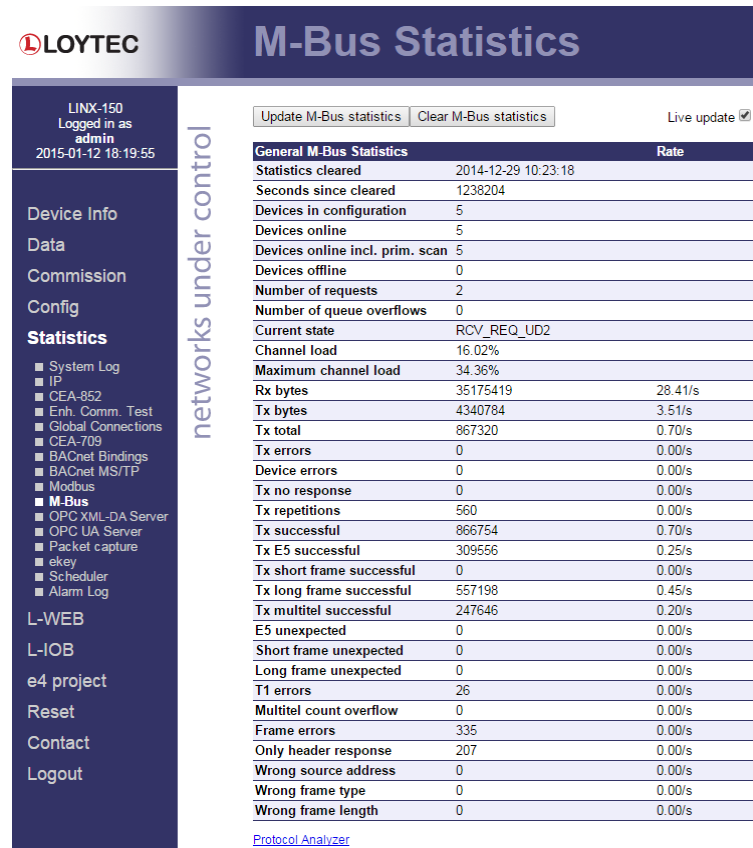 LOYTEC
M-Bus Statistics
LINX-150
Logged in as
admin
2015-01-12 18:19:55
Device Info
Data
Commission
Config
Statistics
System Log
IP
CEA-852
Enh. Comm. Test
Global Connections
CEA-709
BACnet Bindings
BACnet MS/TP
Modbus
M-Bus
OPC XML-DA Server
OPC UA Server
Packet capture
ekey
Scheduler
Alarm Log
L-WEB
L-IOB
e4 project
Reset
Contact
Logout
networks under control
Update M-Bus statistics Clear M-Bus statistics Live update
General M-Bus Statistics Rate
Statistics cleared 2014-12-29 10:23:18
Seconds since cleared 1238204
Devices in configuration 5
Devices online 5
Devices online incl. prim. scan 5
Devices offline 0
Number of requests 2
Number of queue overflows 0
Current state RCV_REQ_UD2
Channel load 16.02%
Maximum channel load 34.36%
Rx bytes 35175419 28.41/s
Tx bytes 4340784 3.51/s
Tx total 867320 0.70/s
Tx errors 0 0.00/s
Device errors 0 0.00/s
Tx no response 0 0.00/s
Tx repetitions 560 0.00/s
Tx successful 866754 0.70/s
Tx E5 successful 309556 0.25/s
Tx short frame successful 0 0.00/s
Tx long frame successful 557198 0.45/s
Tx multitel successful 247646 0.20/s
E5 unexpected 0 0.00/s
Short frame unexpected 0 0.00/s
Long frame unexpected 0 0.00/s
T1 errors 26 0.00/s
Multitel count overflow 0 0.00/s
Frame errors 335 0.00/s
Only header response 207 0.00/s
Wrong source address 0 0.00/s
Wrong frame type 0 0.00/s
Wrong frame length 0 0.00/s
Protocol Analyzer